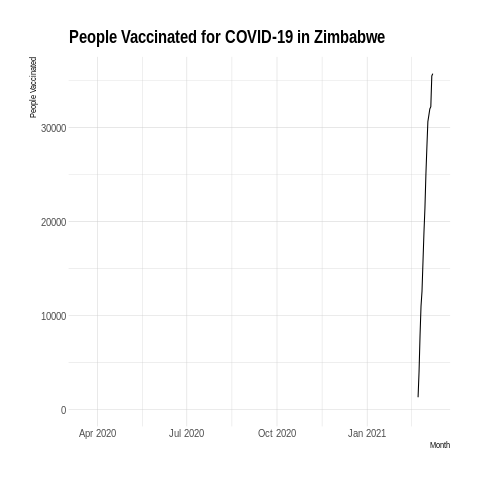 People Vaccinated for COVID-19 in Zimbabwe
People Vaccinated
30000
20000
10000
0
Apr 2020 Jul 2020 Oct 2020 Jan 2021
Month